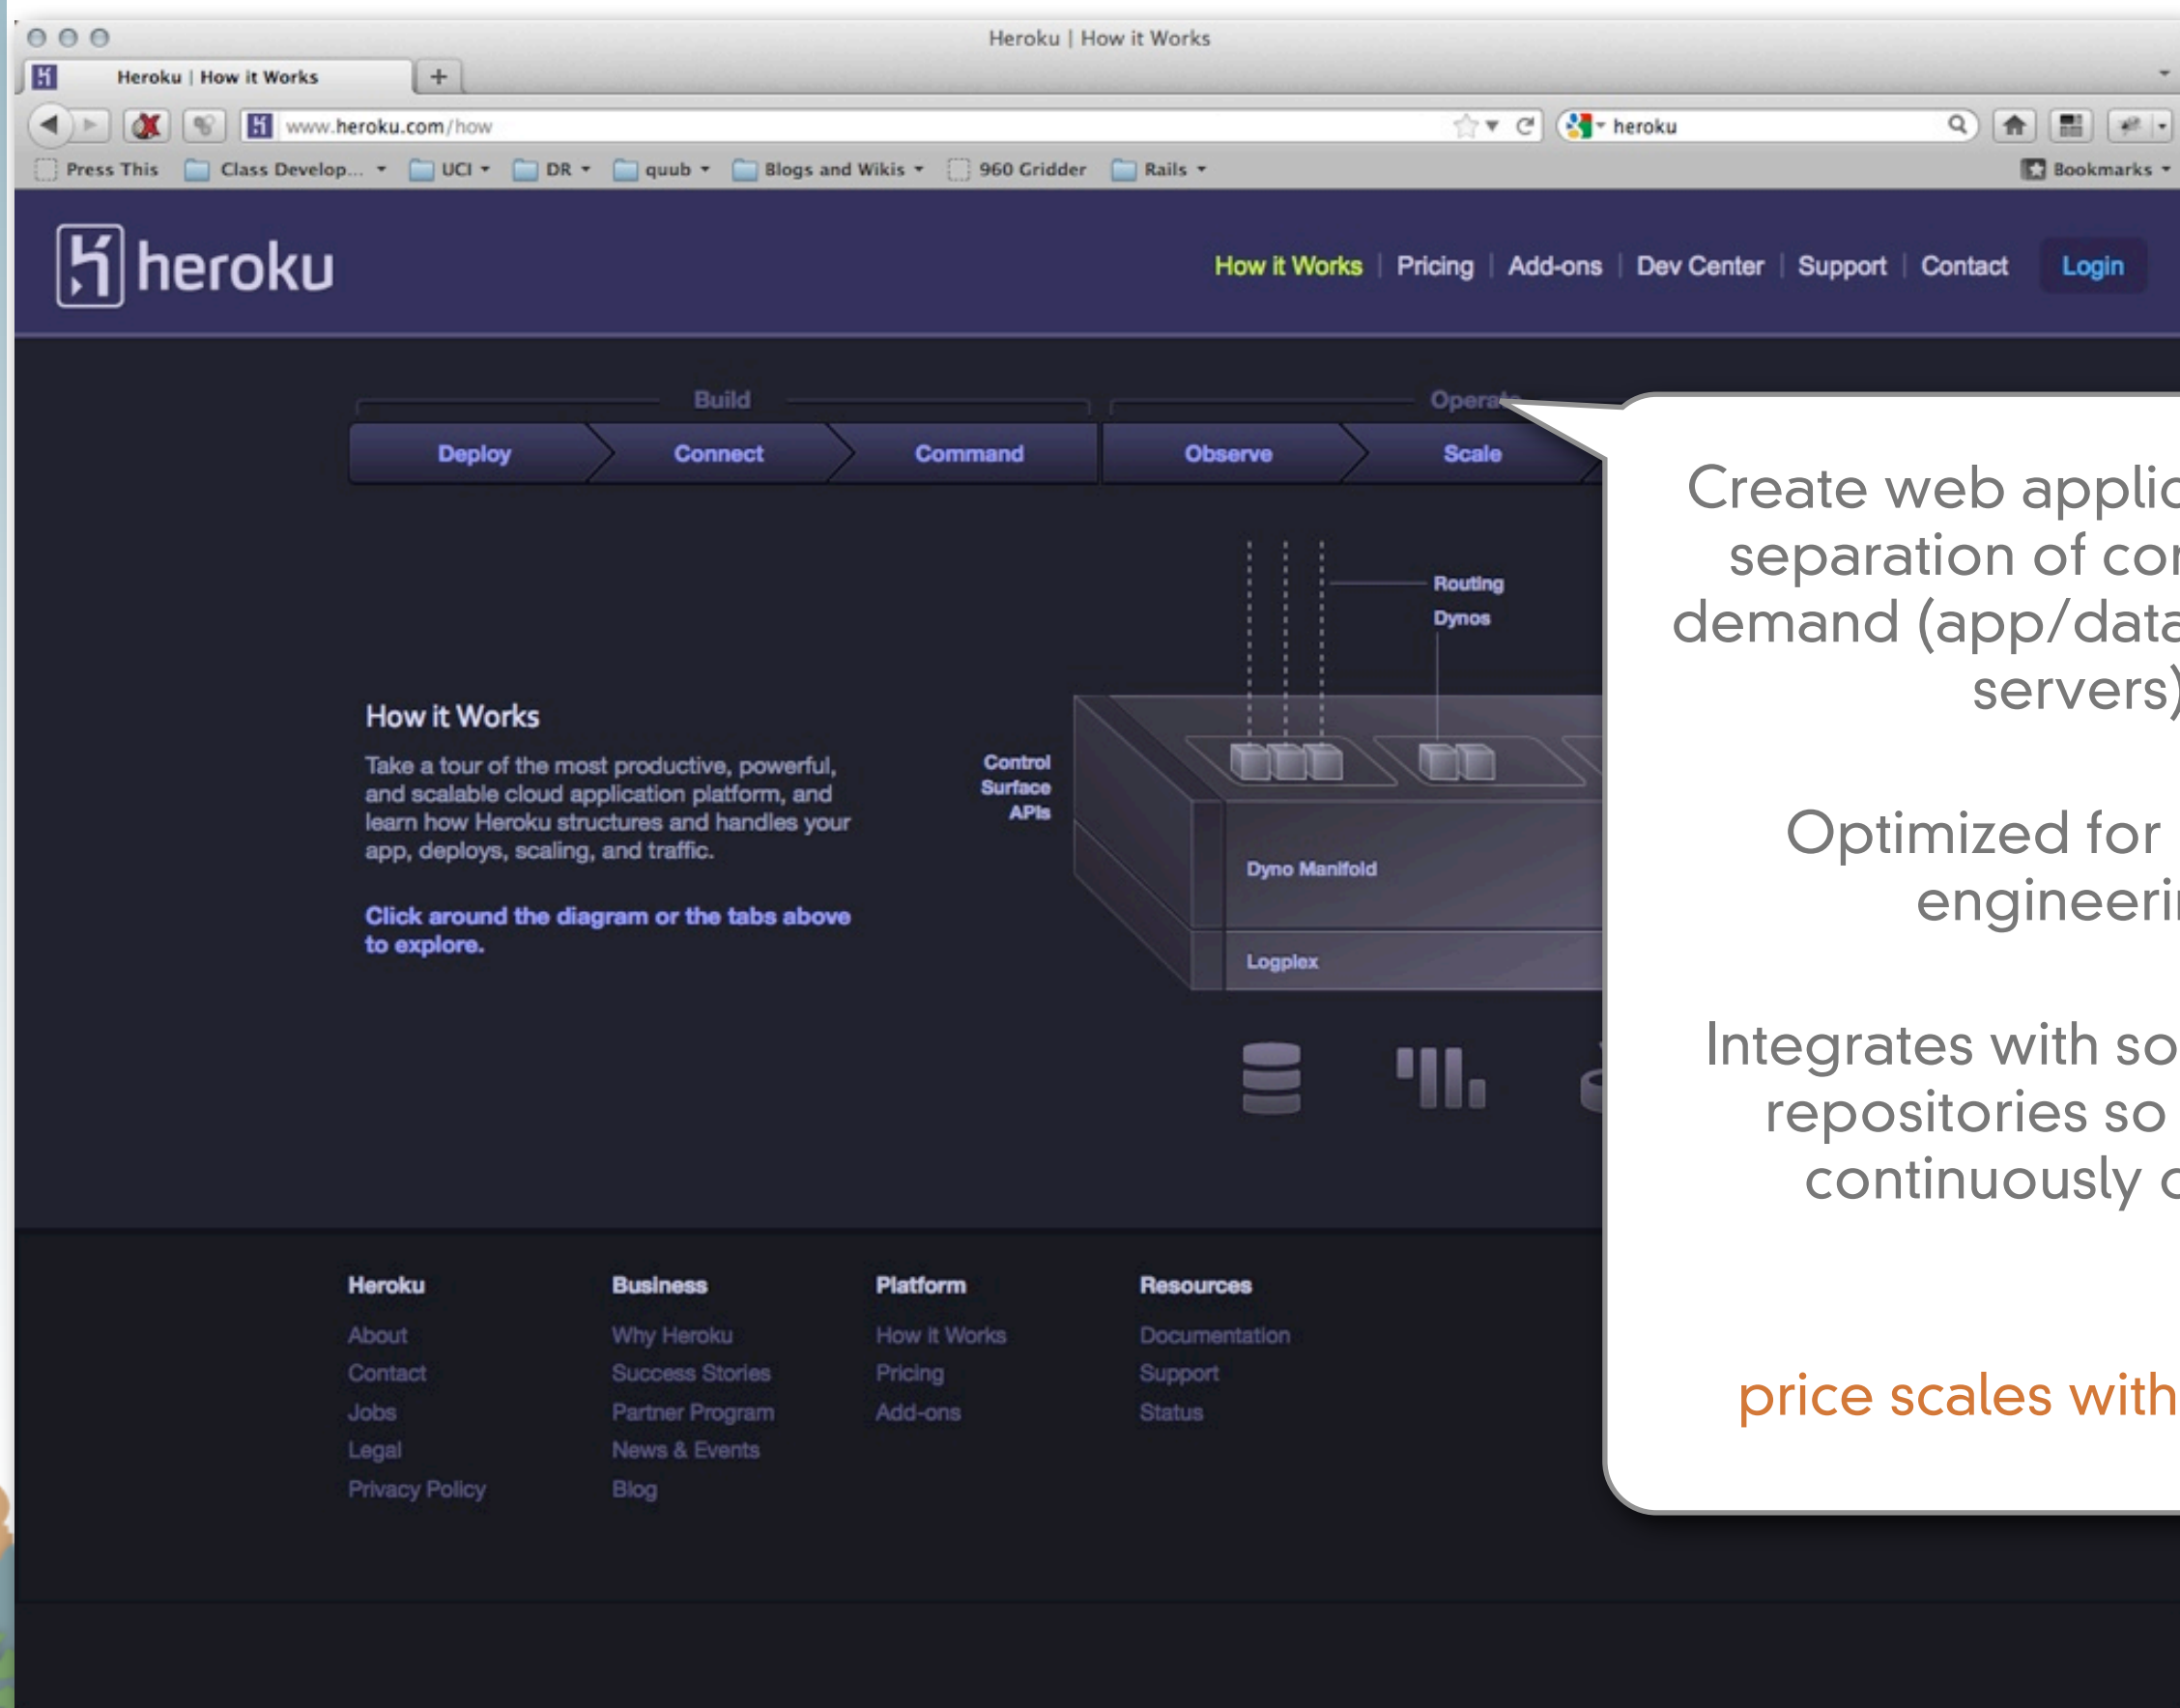 Heroku | How it Works
Heroku | How it Works
www.heroku.com/how
heroku
Press This Class Develop... UCI DR quub Blogs and Wikis 960 Gridder Rails Bookmarks
heroku
How it Works | Pricing | Add-ons | Dev Center | Support | Contact Login
Build
Deploy Connect Command Observe Scale
Routing
Dynos
How it Works
Take a tour of the most productive, powerful,
and scalable cloud application platform, and
learn how Heroku structures and handles your
app, deploys, scaling, and traffic.
Click around the diagram or the tabs above
to explore.
Control
Surface
APIs
Dyno Manifold
Logplex
Create web
separation of
demand
servers)
Optimized for
Integrates with
repositories so
continuously
price scales with
Heroku
About
Contact
Jobs
Legal
Privacy Policy
Business
Why Heroku
Success Stories
Partner Program
News & Events
Blog
Platform
How it Works
Pricing
Add-ons
Resources
Documentation
Support
Status